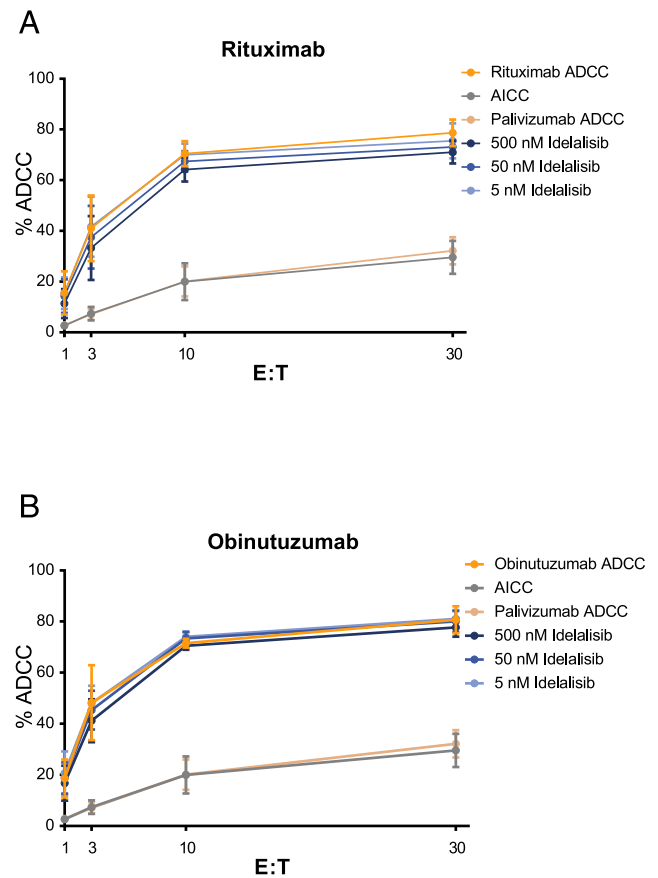 A
Rituximab
100
80
60
40
20
0
% ADCC
1
3
10
30
E:T
Rituximab ADCC
AICC
Palivizumab ADCC
500 nM Idelalisib
50 nM Idelalisib
5 nM Idelalisib
B
Obinutuzumab
100
80
60
40
20
0
% ADCC
1
3
10
30
E:T
Obinutuzumab ADCC
AICC
Palivizumab ADCC
500 nM Idelalisib
50 nM Idelalisib
5 nM Idelalisib